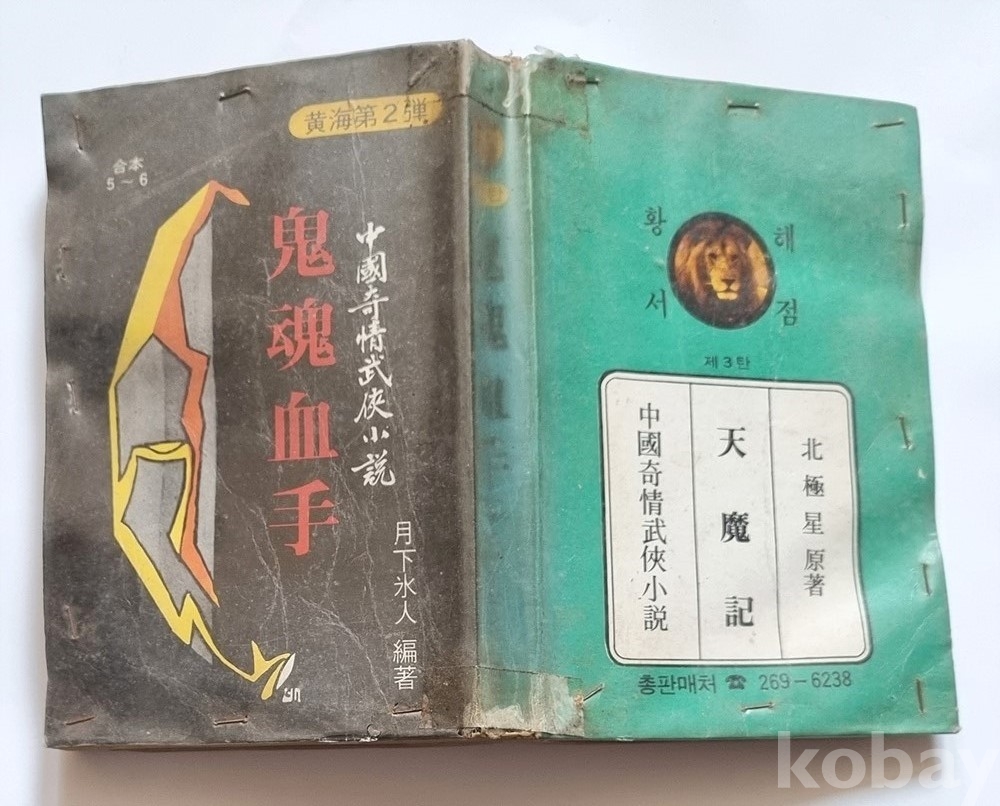 黄海第2弾
合本
5～6
鬼魂血手
中國奇情武俠小説
月下氷人 編著
황해
서점
제3탄
北極星 原著
天魔記
中國奇情武俠小説
총판매처 ☎ 269-6238
kobay